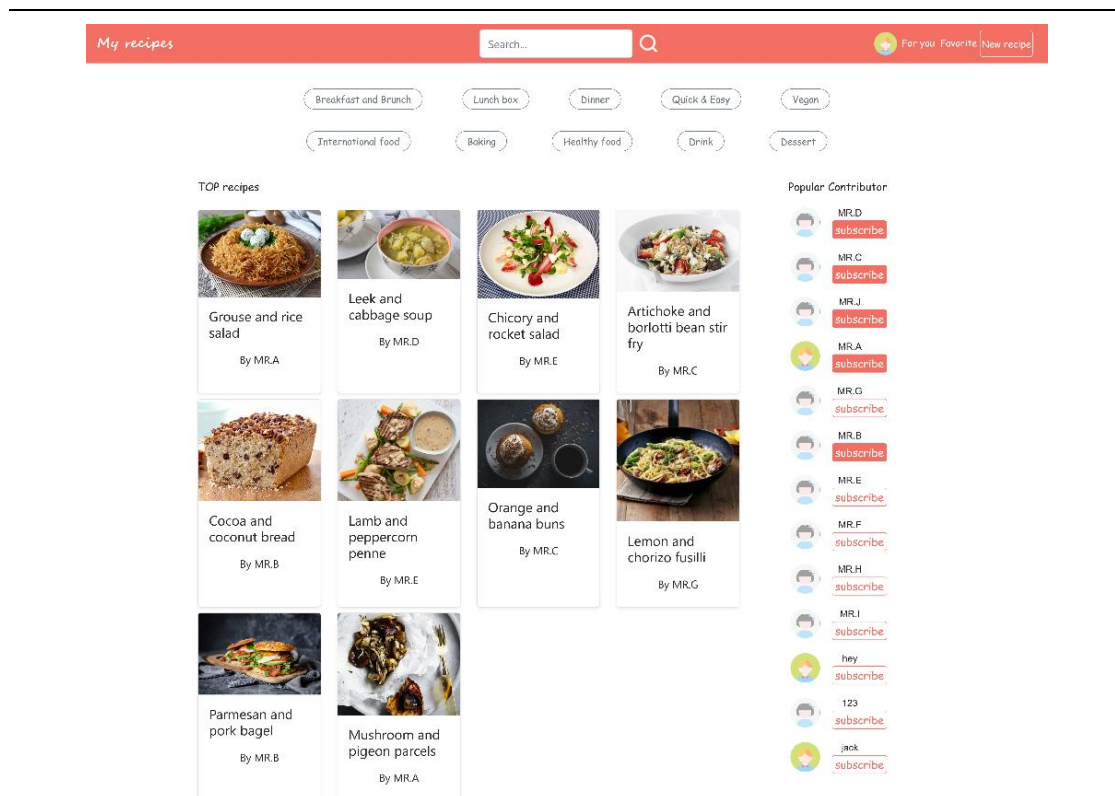 My recipes
Search...
For you Favorite New recipe
Breakfast and Brunch Lunch box Dinner Quick & Easy Vegan
International food Baking Healthy food Drink Dessert
TOP recipes
Grouse and rice
salad
By MR.A
Leek and
cabbage soup
By MR.D
Chicory and
rocket salad
By MR.E
Artichoke and
borlotti bean stir
fry
By MR.C
Cocoa and
coconut bread
By MR.B
Lamb and
peppercorn
penne
By MR.E
Orange and
banana buns
By MR.C
Lemon and
chorizo fusilli
By MR.G
Parmesan and
pork bagel
By MR.B
Mushroom and
pigeon parcels
By MR.A
Popular Contributor
MR.D
subscribe
MR.C
subscribe
MR.J
subscribe
MR.A
subscribe
MR.G
subscribe
MR.B
subscribe
MR.E
subscribe
MR.F
subscribe
MR.H
subscribe
MR.I
subscribe
hey
subscribe
123
subscribe
jack
subscribe